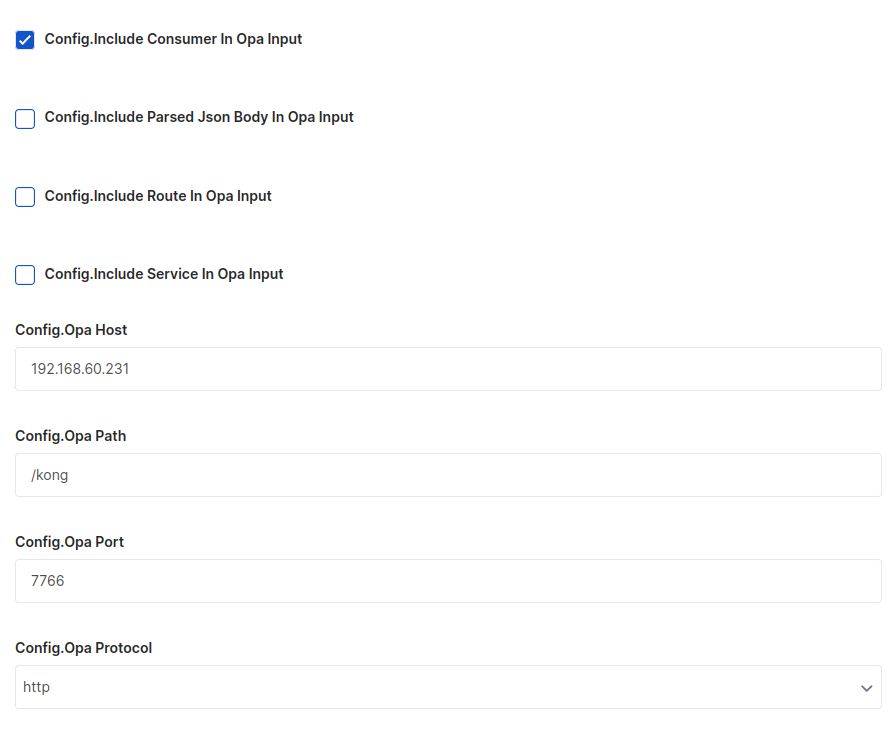 Config.Include Consumer In Opa Input
Config.Include Parsed Json Body In Opa Input
Config.Include Route In Opa Input
Config.Include Service In Opa Input
Config.Opa Host
192.168.60.231
Config.Opa Path
/kong
Config.Opa Port
7766
Config.Opa Protocol
http